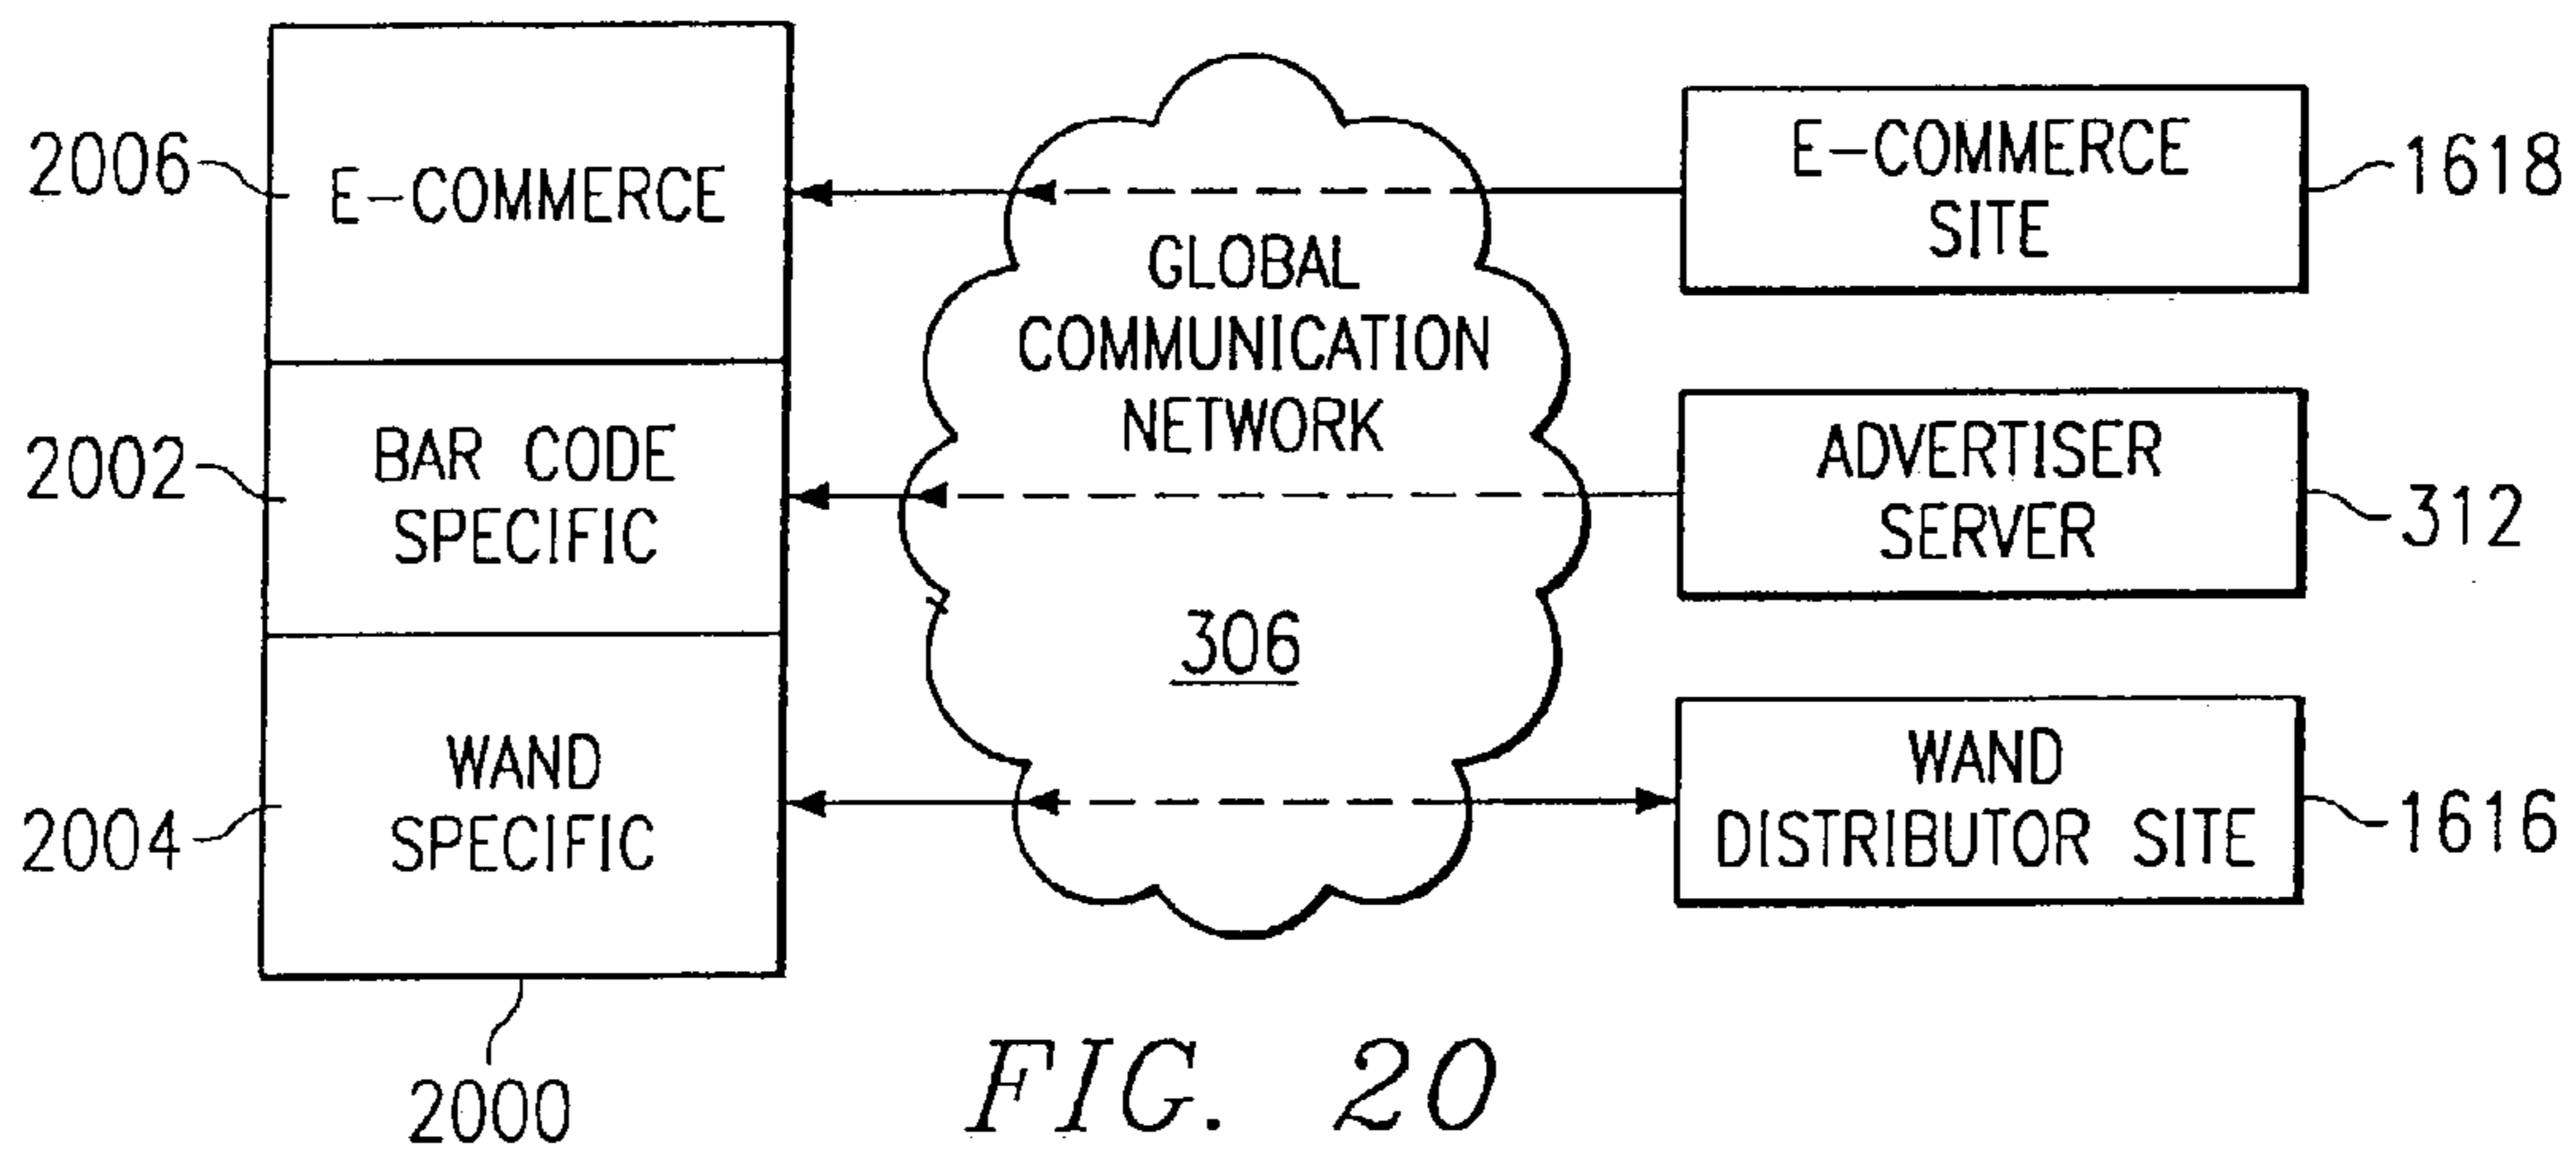 2006
E-COMMERCE
2002
BAR CODE
SPECIFIC
2004
WAND
SPECIFIC
2000
GLOBAL
COMMUNICATION
NETWORK
306
E-COMMERCE
SITE
1618
ADVERTISER
SERVER
312
WAND
DISTRIBUTOR SITE
1616
FIG. 20